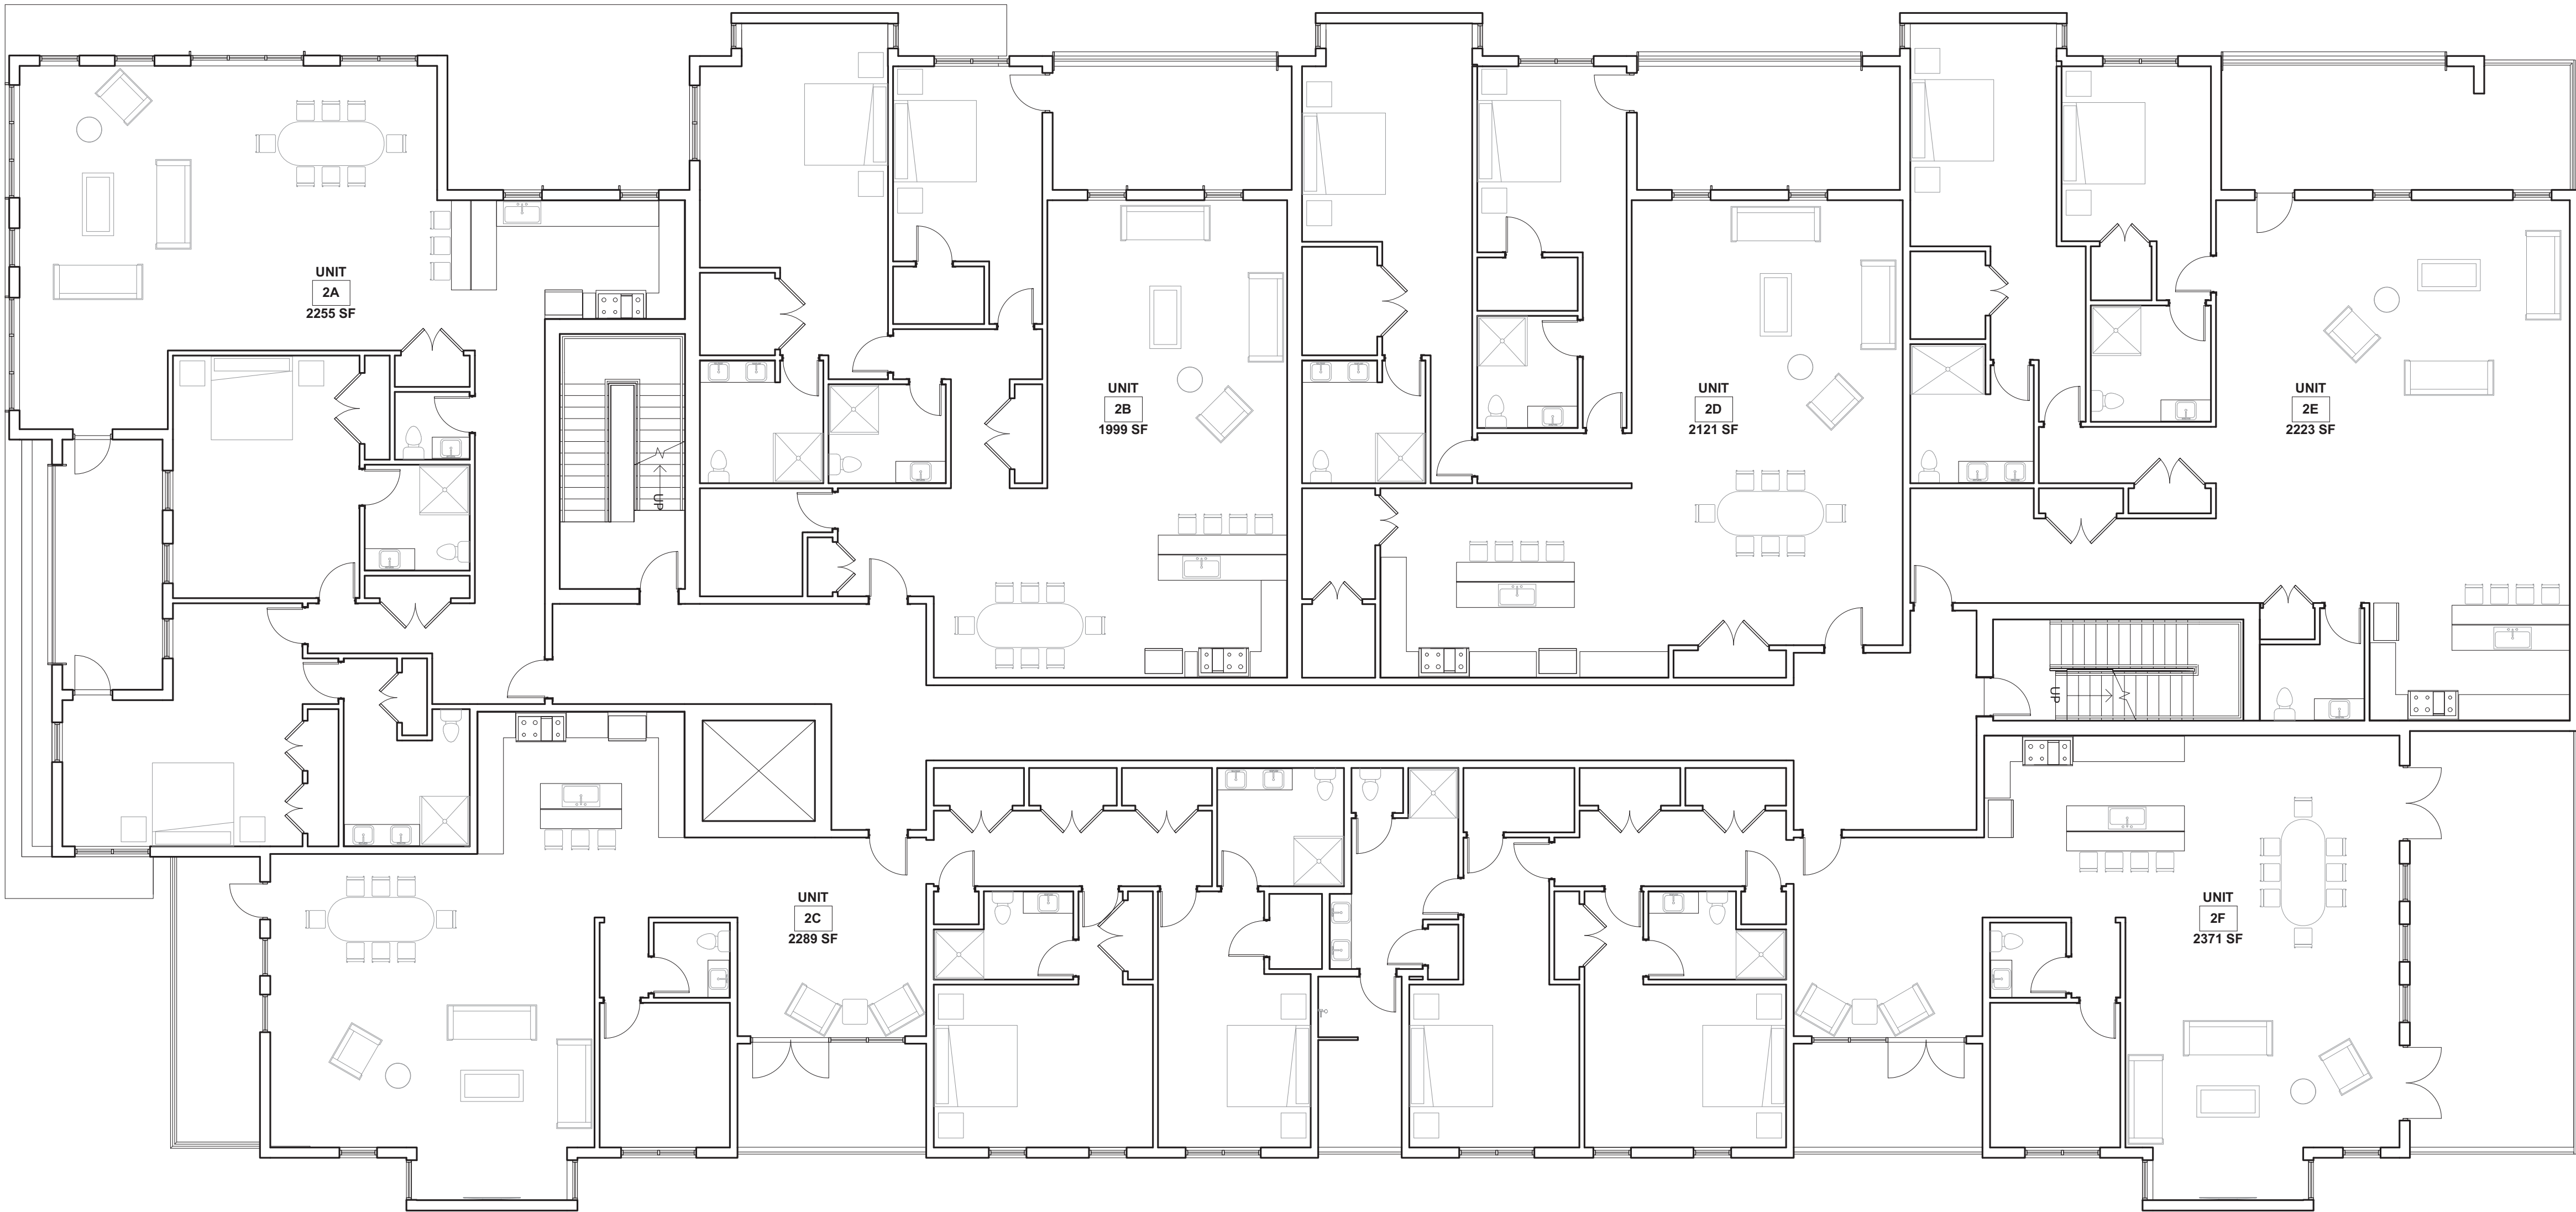 UNIT
2A
2255 SF
UNIT
2B
1999 SF
UNIT
2D
2121 SF
UNIT
2E
2223 SF
UP
UP
UNIT
2C
2289 SF
UNIT
2F
2371 SF